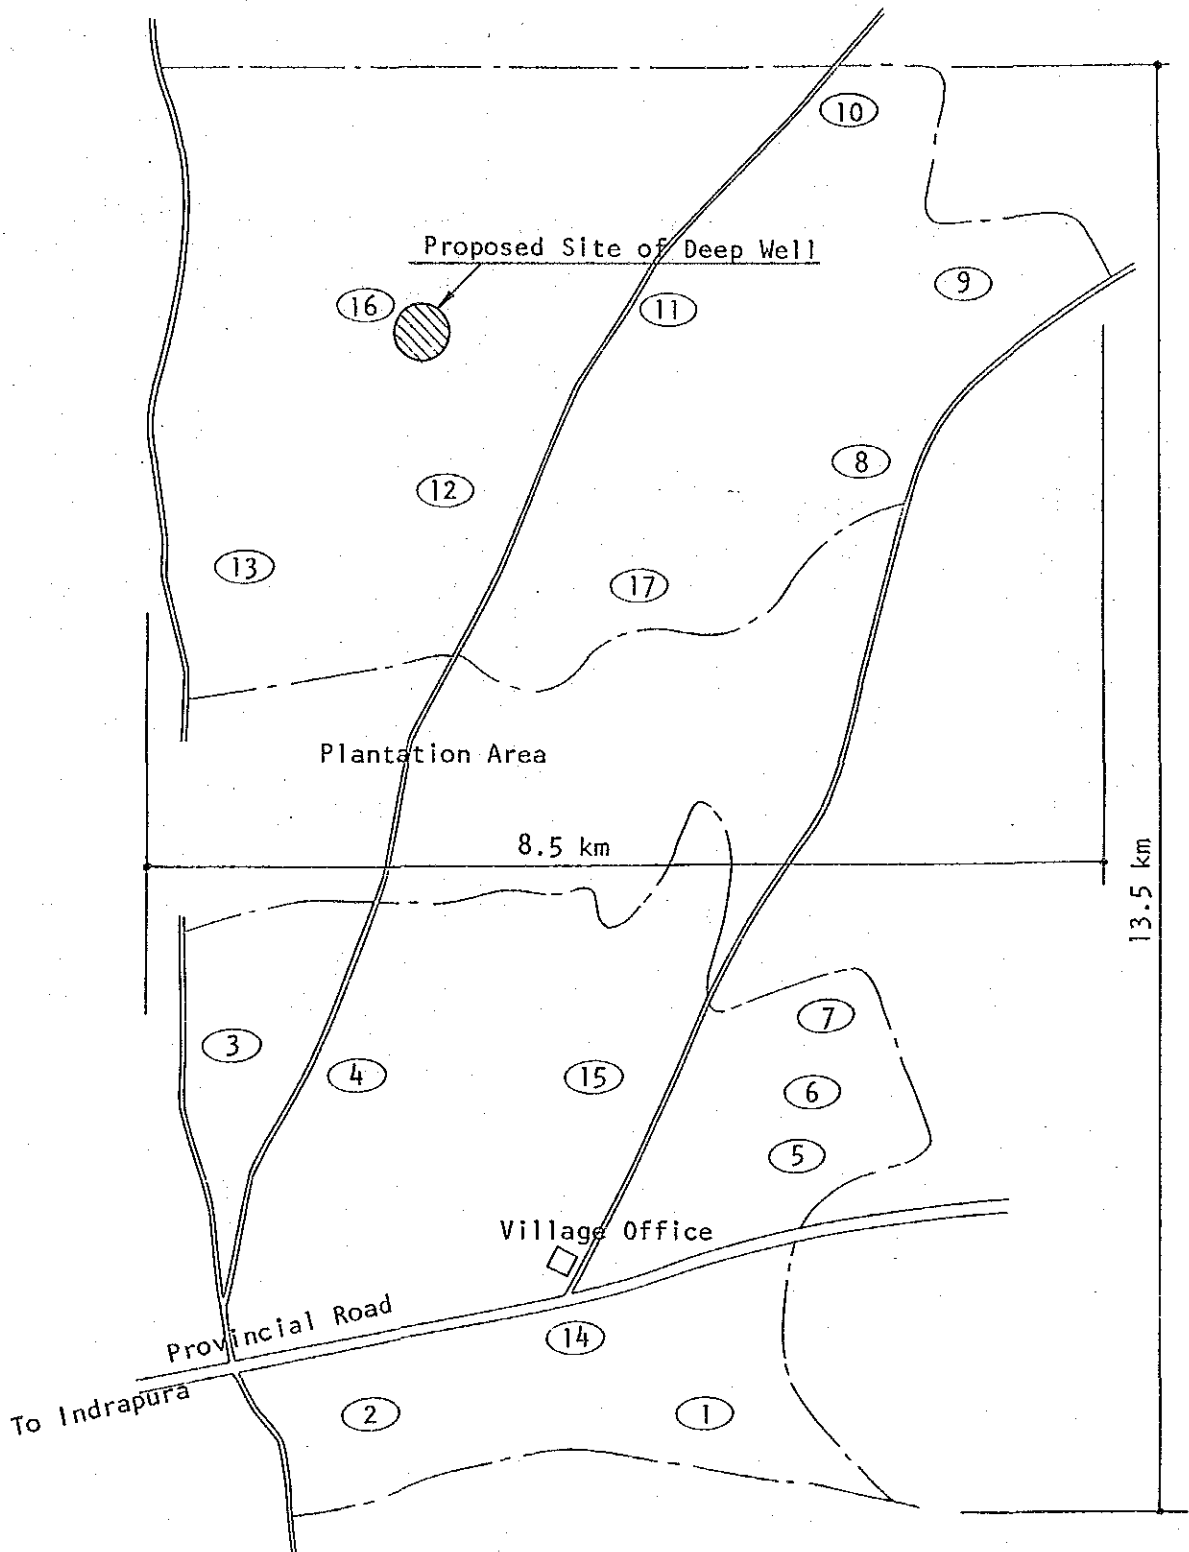 10
Proposed Site of Deep Well
9
16
11
8
12
13
17
Plantation Area
8.5 km
13.5 km
3
7
4
15
6
5
Village Office
Provincial Road
14
To Indrapura
2
1